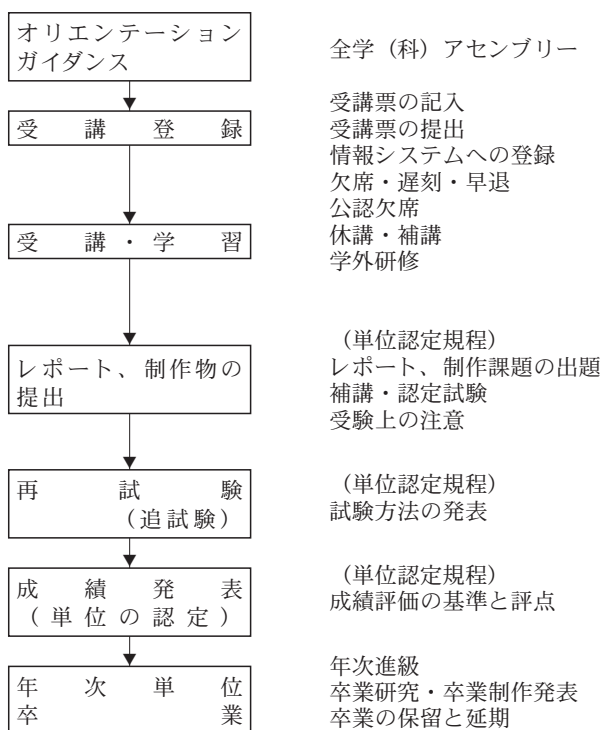 オリエンテーション
ガイダンス
全学（科）アセンブリー
受講登録
受講票の記入
受講票の提出
情報システムへの登録
欠席・遅刻・早退
公認欠席
休講・補講
学外研修
受講・学習
レポート、制作物の
提出
（単位認定規程）
レポート、制作課題の出題
補講・認定試験
受験上の注意
再試験
（追試験）
（単位認定規程）
試験方法の発表
成績発表
（単位の認定）
（単位認定規程）
成績評価の基準と評点
年次単位
卒業
年次進級
卒業研究・卒業制作発表
卒業の保留と延期